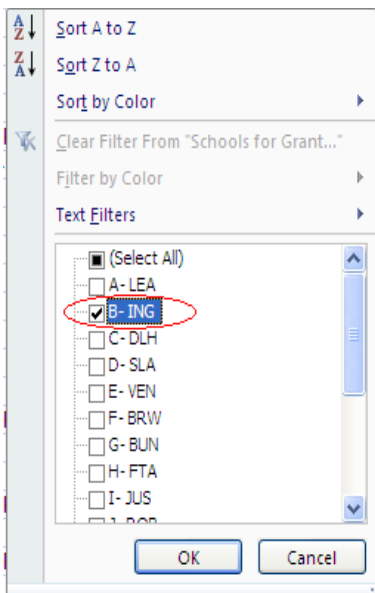 Sort A to Z
Sort Z to A
Sort by Color
Clear Filter From "Schools for Grant..."
Filter by Color
Text Filters
(Select All)
A- LEA
B- ING
C- DLH
D- SLA
E- VEN
F- BRW
G- BUN
H- FTA
I- JUS
OK
Cancel